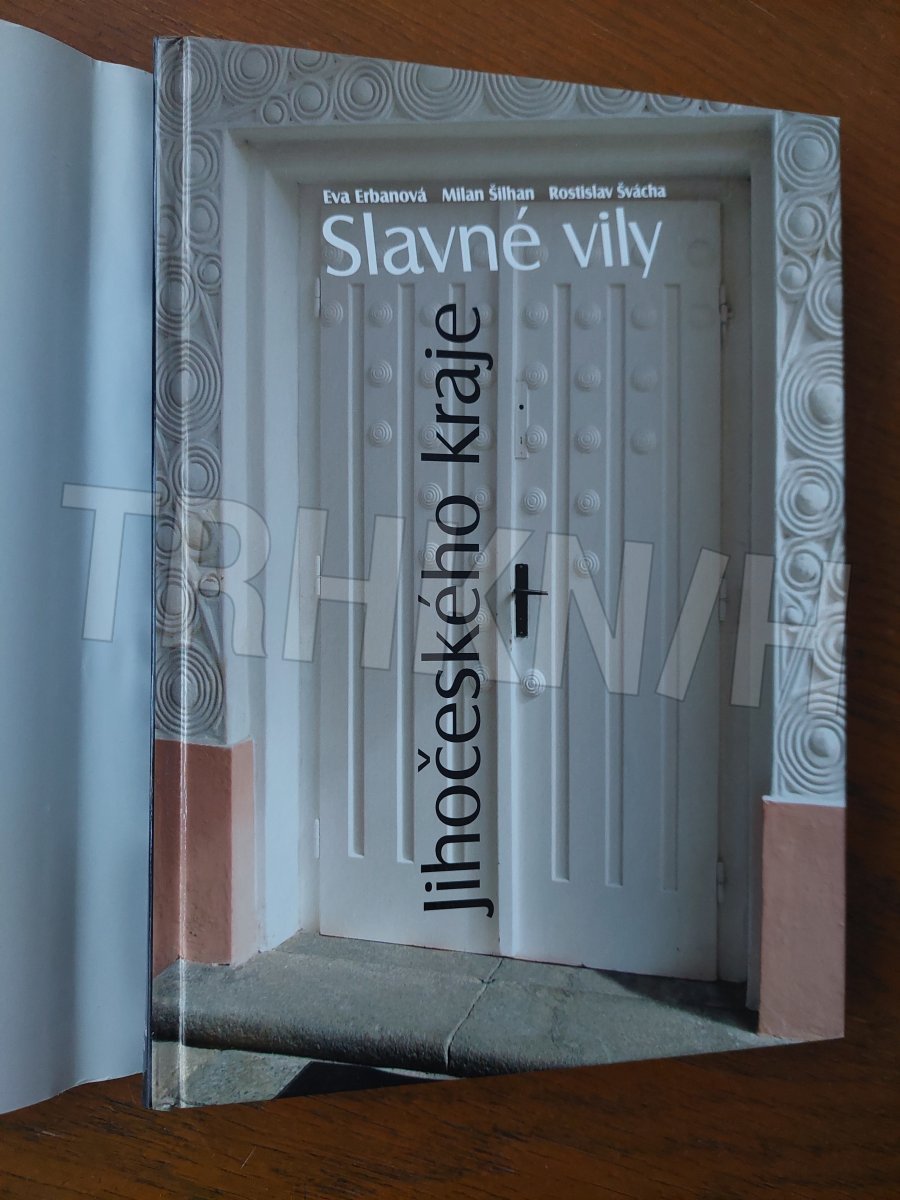 Eva Erbanová Milan Šilhan Rostislav Švácha
Slavné vily
Jihočeského kraje
TRHKNIH